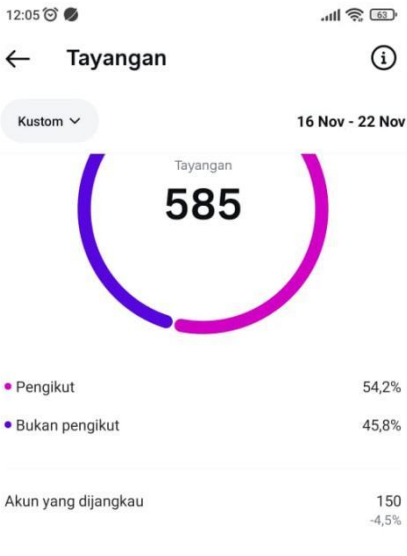 12:05
63
Tayangan
Kustom
16 Nov - 22 Nov
Tayangan
585
Pengikut 54,2%
Bukan pengikut 45,8%
Akun yang dijangkau 150
-4,5%